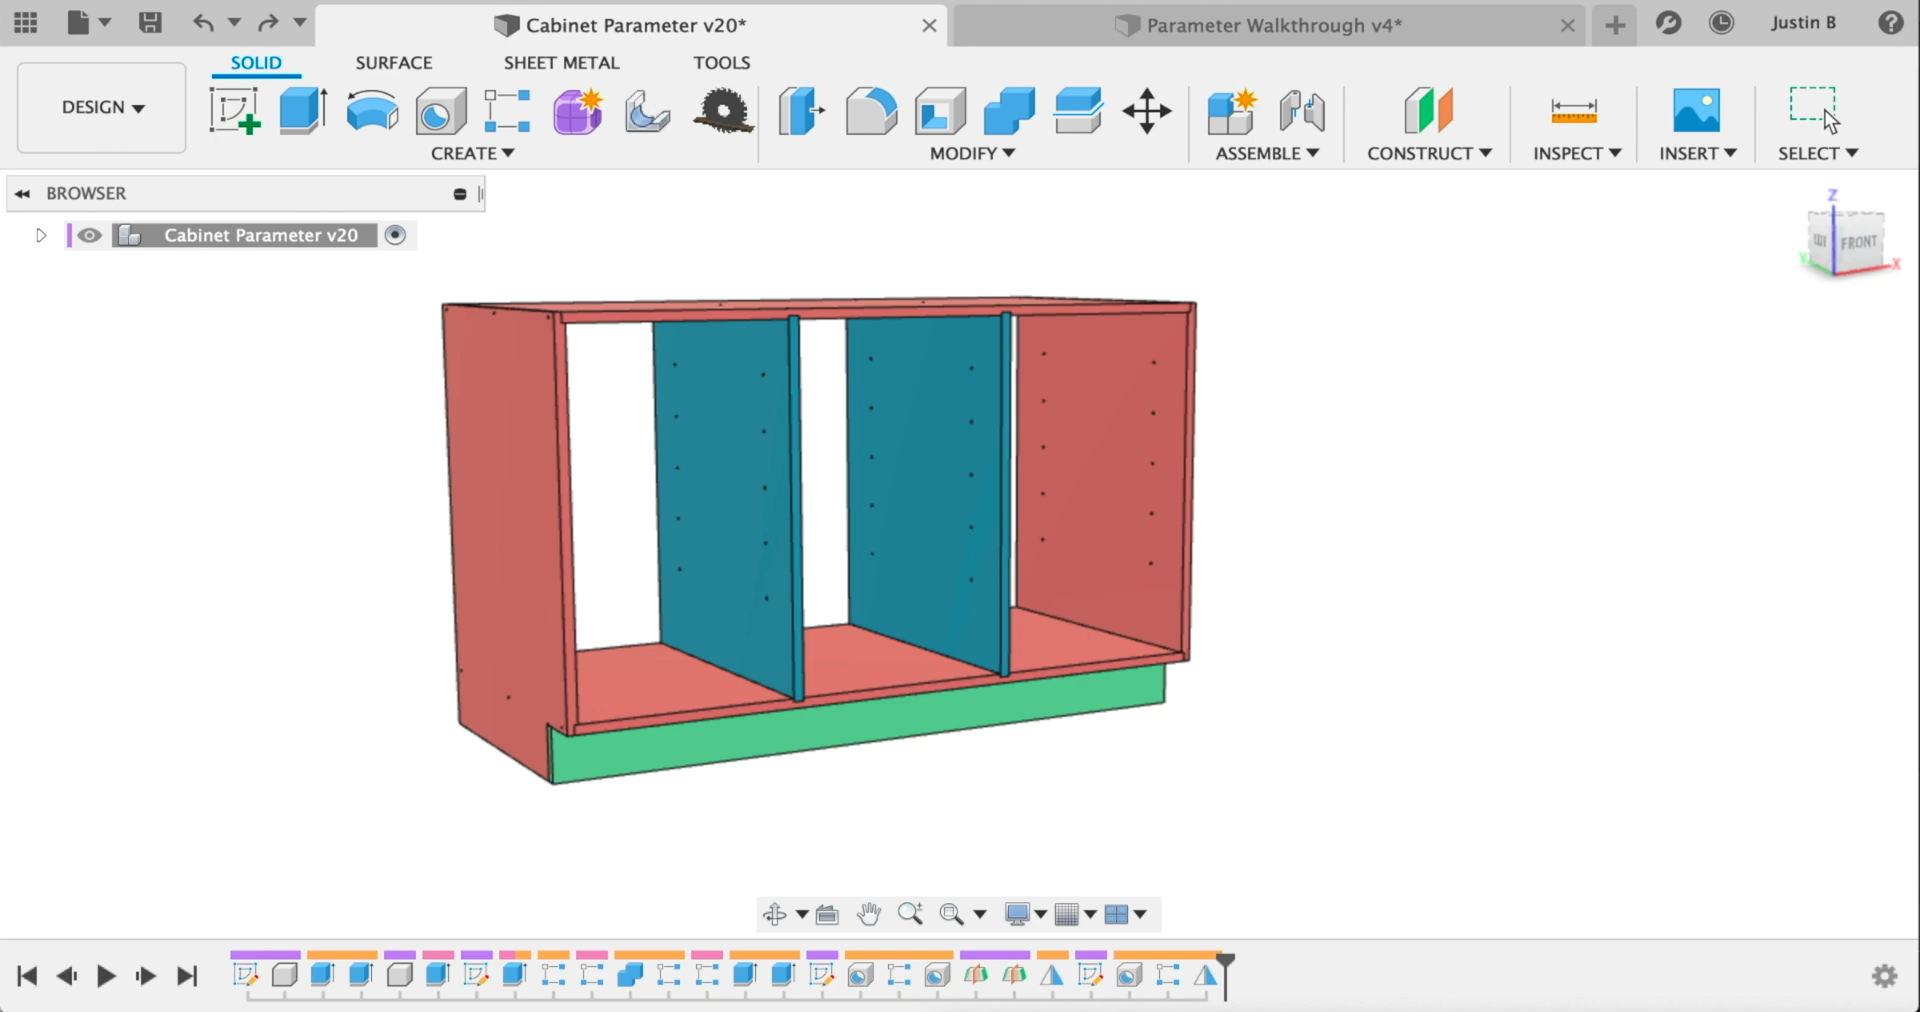 Cabinet Parameter v20*
Parameter Walkthrough v4*
Justin B
SOLID
SURFACE
SHEET METAL
TOOLS
DESIGN
CREATE
MODIFY
ASSEMBLE
CONSTRUCT
INSPECT
INSERT
SELECT
BROWSER
Cabinet Parameter v20
Z
FRONT
X